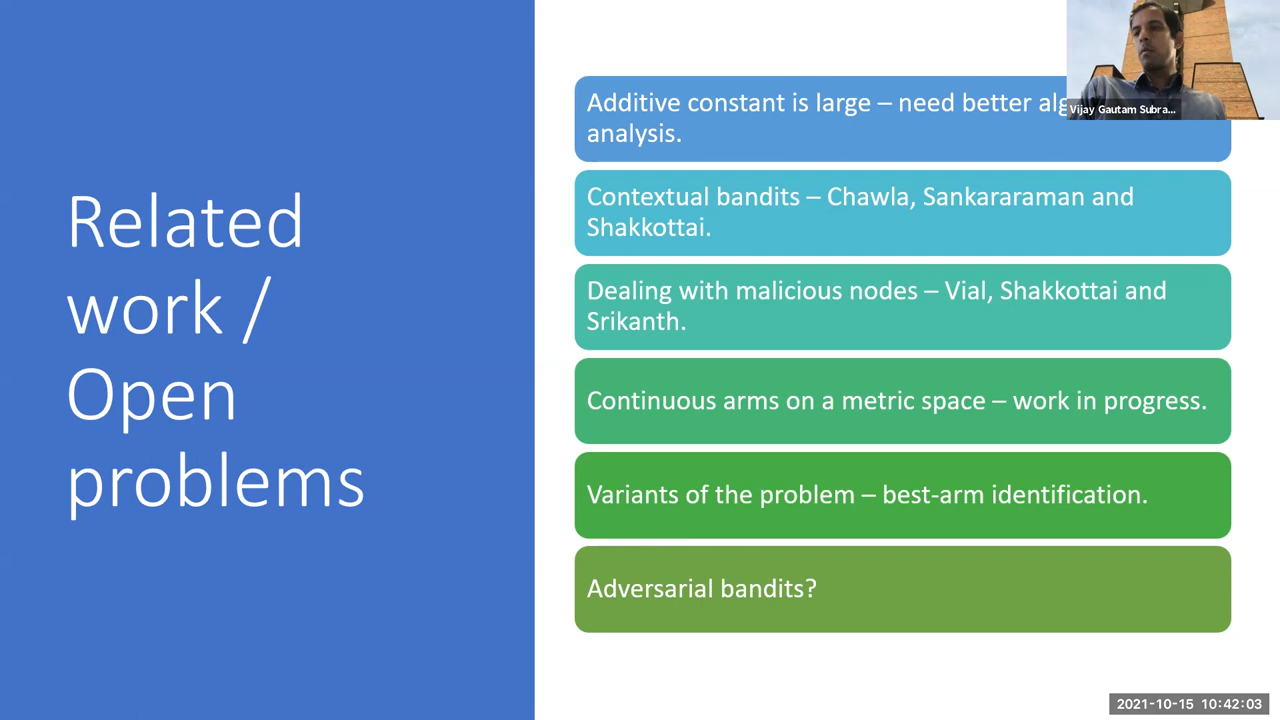 Related
work /
Open
problems
Additive constant is large – need better
analysis.
Contextual bandits – Chawla, Sankararaman and
Shakkottai.
Dealing with malicious nodes – Vial, Shakkottai and
Srikanth.
Continuous arms on a metric space – work in progress.
Variants of the problem – best-arm identification.
Adversarial bandits?
Vijay Gautam Subra...
2021-10-15 10:42:03